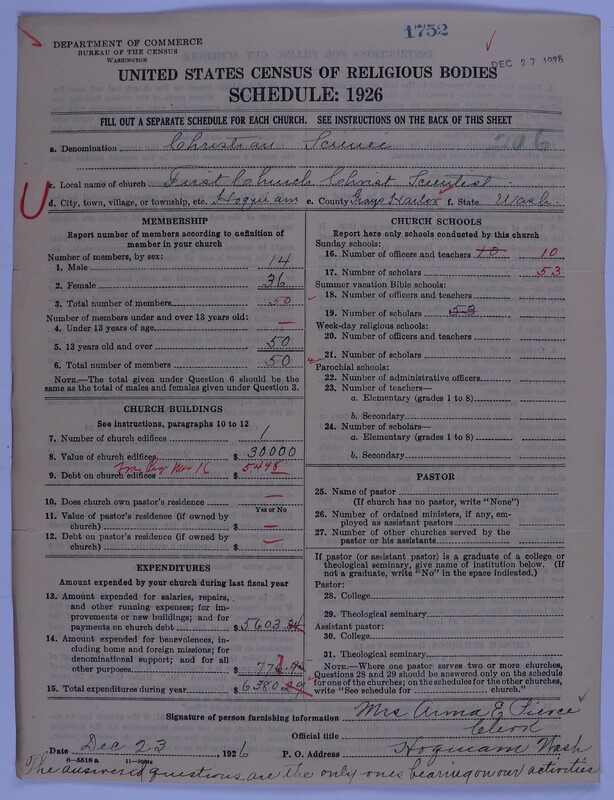 1752
DEPARTMENT OF COMMERCE
BUREAU OF THE CENSUS
WASHINGTON
DEC 27 1926
UNITED STATES CENSUS OF RELIGIOUS BODIES
SCHEDULE: 1926
FILL OUT A SEPARATE SCHEDULE FOR EACH CHURCH. SEE INSTRUCTIONS ON THE BACK OF THIS SHEET
a. Denomination Christian Science
206
c. Local name of church First Church Christ Scientist
d. City, town, village, or township, etc. Hoquiam e. County Grays Harbor f. State Wash.
MEMBERSHIP
Report number of members according to definition of member in your church
Number of members, by sex:
1. Male 14
2. Female 36
3. Total number of members 50
Number of members under and over 13 years old:
4. Under 13 years of age —
5. 13 years old and over 50
6. Total number of members 50
NOTE.—The total given under Question 6 should be the same as the total of males and females given under Question 3.
CHURCH BUILDINGS
See instructions, paragraphs 10 to 12
7. Number of church edifices 1
8. Value of church edifices $ 30000
9. Debt on church edifices $ 5498
10. Does church own pastor's residence —
Yes or No
11. Value of pastor's residence (if owned by church) $ —
12. Debt on pastor's residence (if owned by church) $ —
EXPENDITURES
Amount expended by your church during last fiscal year
13. Amount expended for salaries, repairs, and other running expenses; for improvements or new buildings; and for payments on church debt $ 5603.34
14. Amount expended for benevolences, including home and foreign missions; for denominational support; and for all other purposes $
15. Total expenditures during year $ 6380.29
CHURCH SCHOOLS
Report here only schools conducted by this church
Sunday schools:
16. Number of officers and teachers 10 10
17. Number of scholars 53
Summer vacation Bible schools:
18. Number of officers and teachers
19. Number of scholars 53
Week-day religious schools:
20. Number of officers and teachers
21. Number of scholars
Parochial schools:
22. Number of administrative officers
23. Number of teachers—
a. Elementary (grades 1 to 8)
b. Secondary
24. Number of scholars—
a. Elementary (grades 1 to 8)
b. Secondary
PASTOR
25. Name of pastor
(If church has no pastor, write "None")
26. Number of ordained ministers, if any, employed as assistant pastors
27. Number of other churches served by the pastor or his assistants
If pastor (or assistant pastor) is a graduate of a college or theological seminary, give name of institution below. (If not a graduate, write "No" in the space indicated.)
Pastor:
28. College
29. Theological seminary
Assistant pastor:
30. College
31. Theological seminary
NOTE.—Where one pastor serves two or more churches, Questions 28 and 29 should be answered only on the schedule for one of the churches; on the schedules for the other churches, write "See schedule for church."
Signature of person furnishing information Mrs Anna E Pierce
Official title Clerk
Date Dec 23, 1926 P. O. Address Hoquiam Wash
8—5518 a
The answered questions are the only ones bearing on our activities